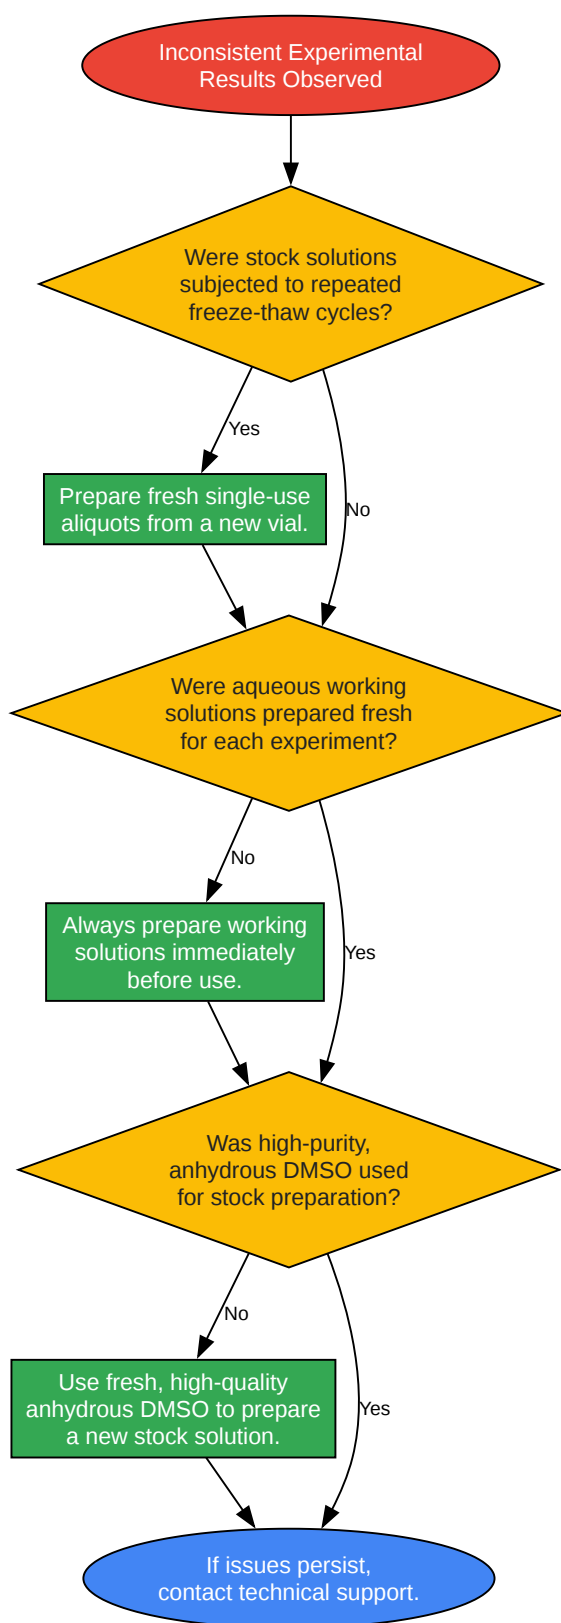 Inconsistent Experimental
Results Observed
Were stock solutions
subjected to repeated
freeze-thaw cycles?
Yes
Prepare fresh single-use
aliquots from a new vial.
No
Were aqueous working
solutions prepared fresh
for each experiment?
No
Always prepare working
solutions immediately
before use.
Yes
Was high-purity,
anhydrous DMSO used
for stock preparation?
No
Use fresh, high-quality
anhydrous DMSO to prepare
a new stock solution.
Yes
If issues persist,
contact technical support.